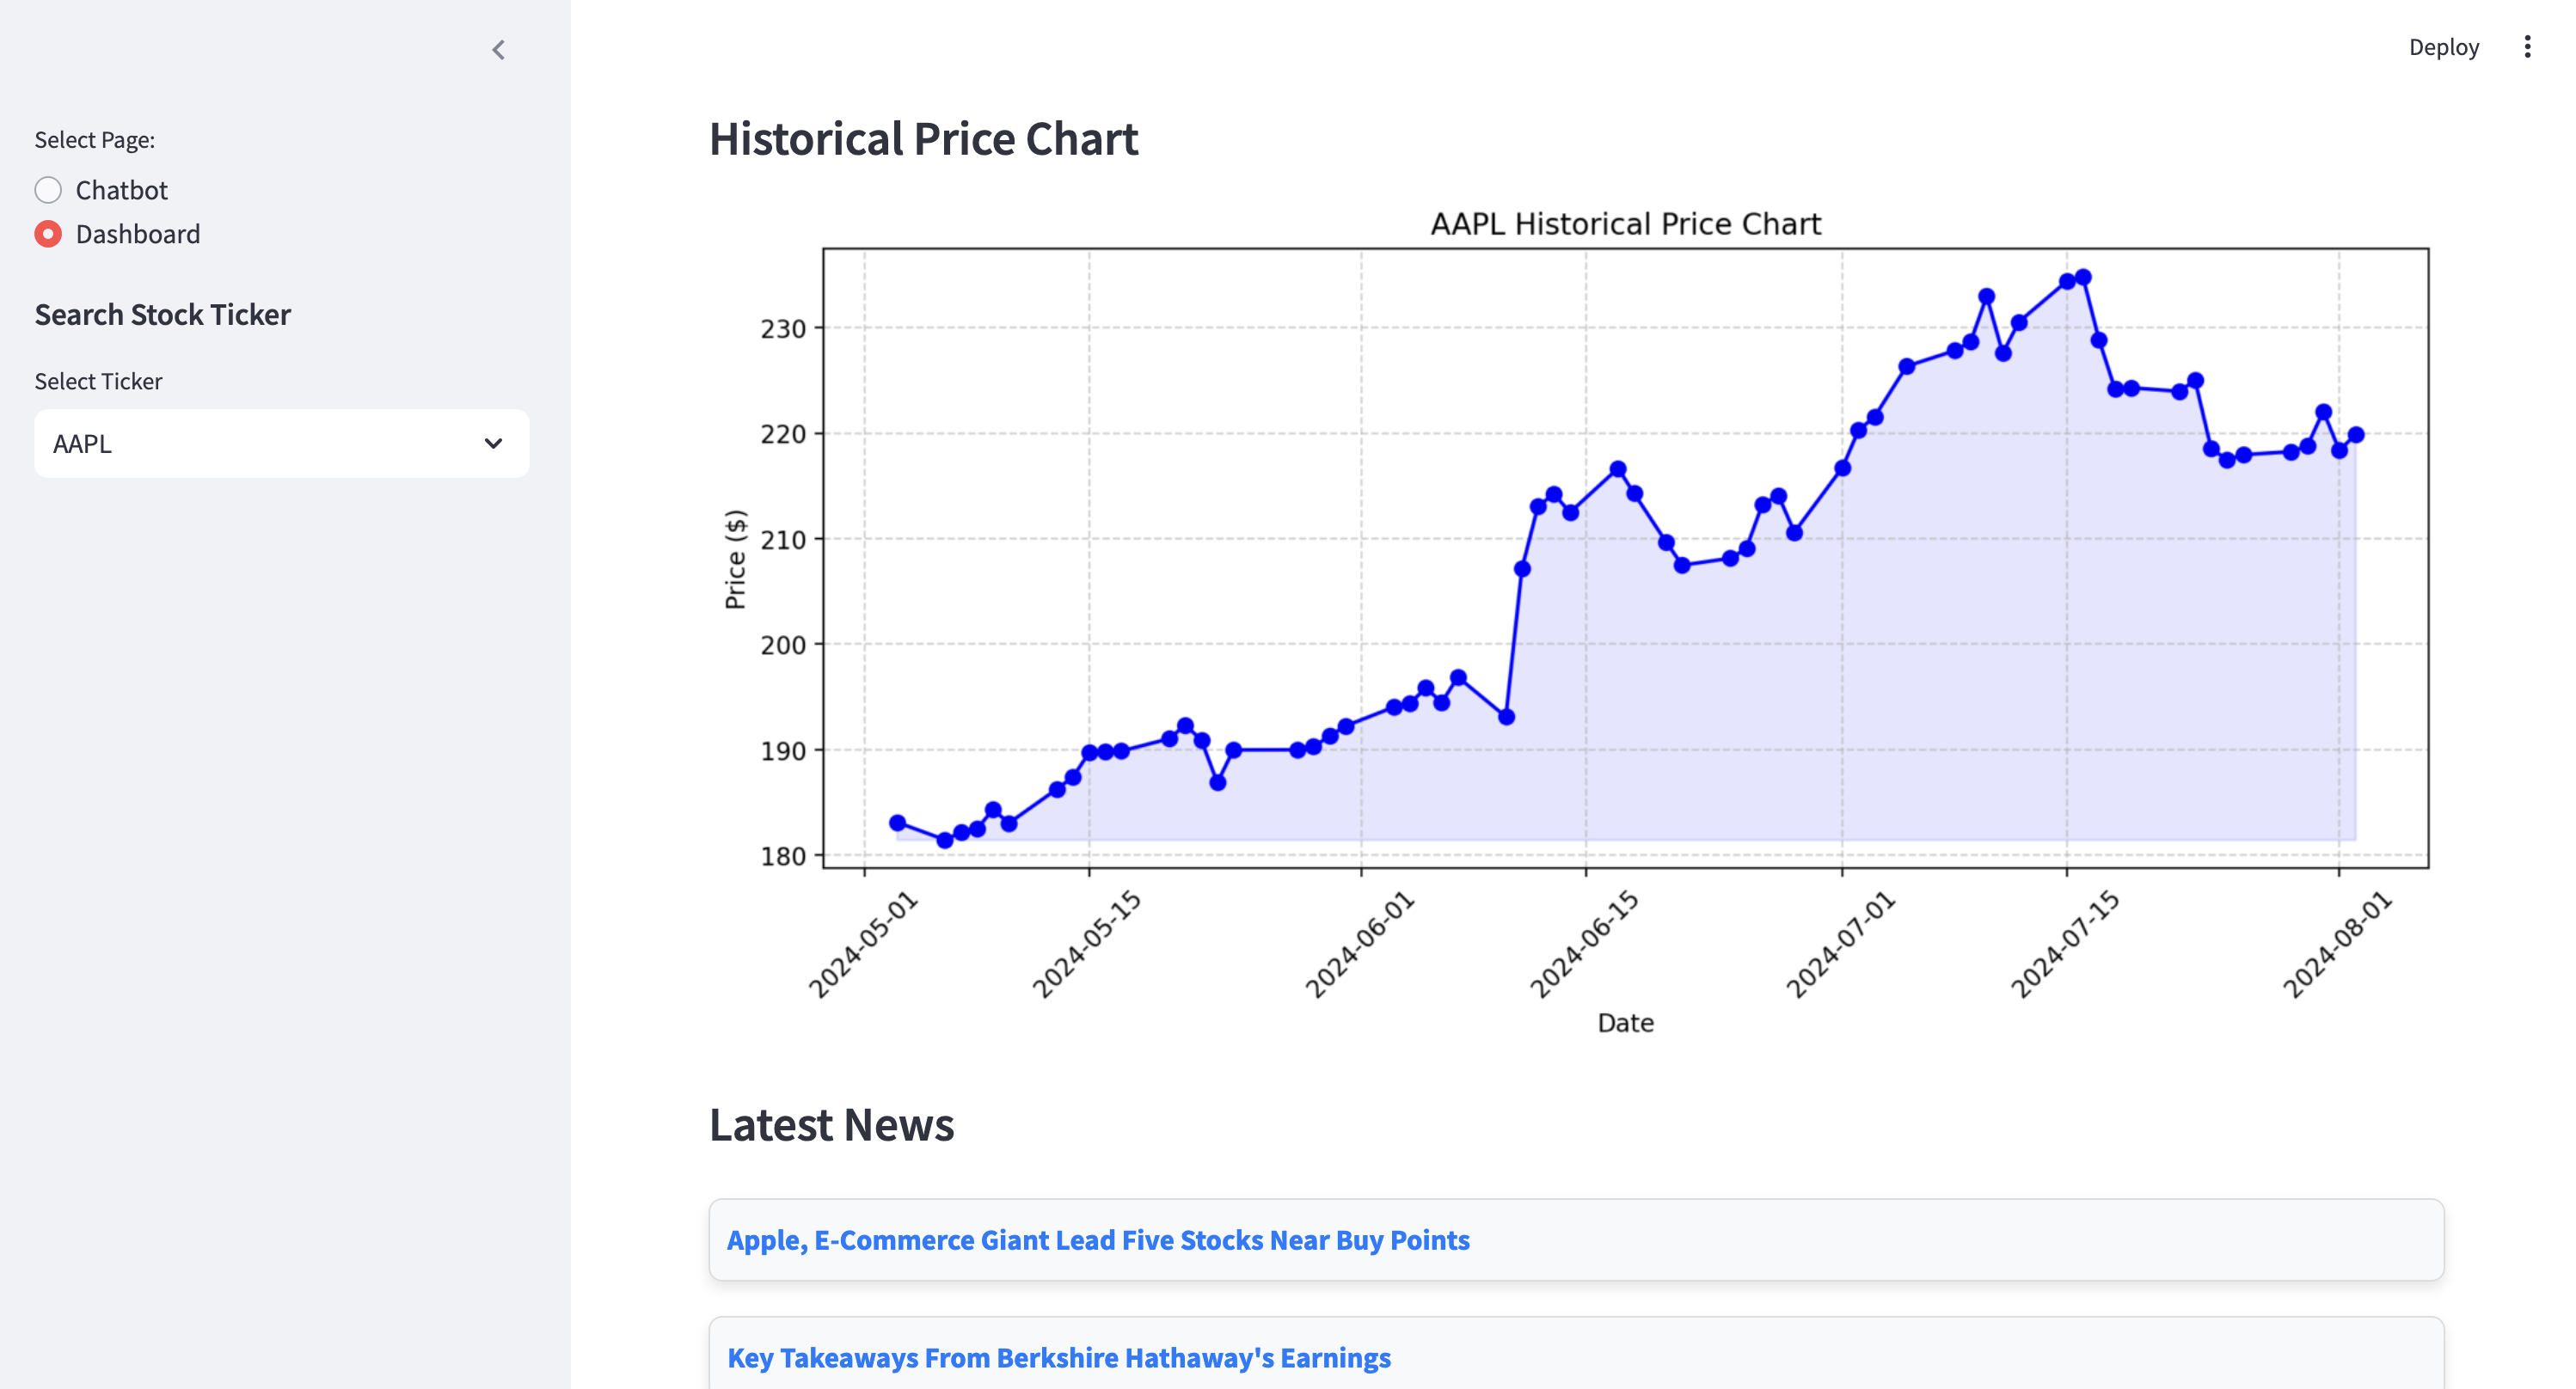 Deploy
Select Page:
Chatbot
Dashboard
Search Stock Ticker
Select Ticker
AAPL
Historical Price Chart
AAPL Historical Price Chart
Price ($)
230
220
210
200
190
180
2024-05-01
2024-05-15
2024-06-01
2024-06-15
2024-07-01
2024-07-15
2024-08-01
Date
Latest News
Apple, E-Commerce Giant Lead Five Stocks Near Buy Points
Key Takeaways From Berkshire Hathaway's Earnings